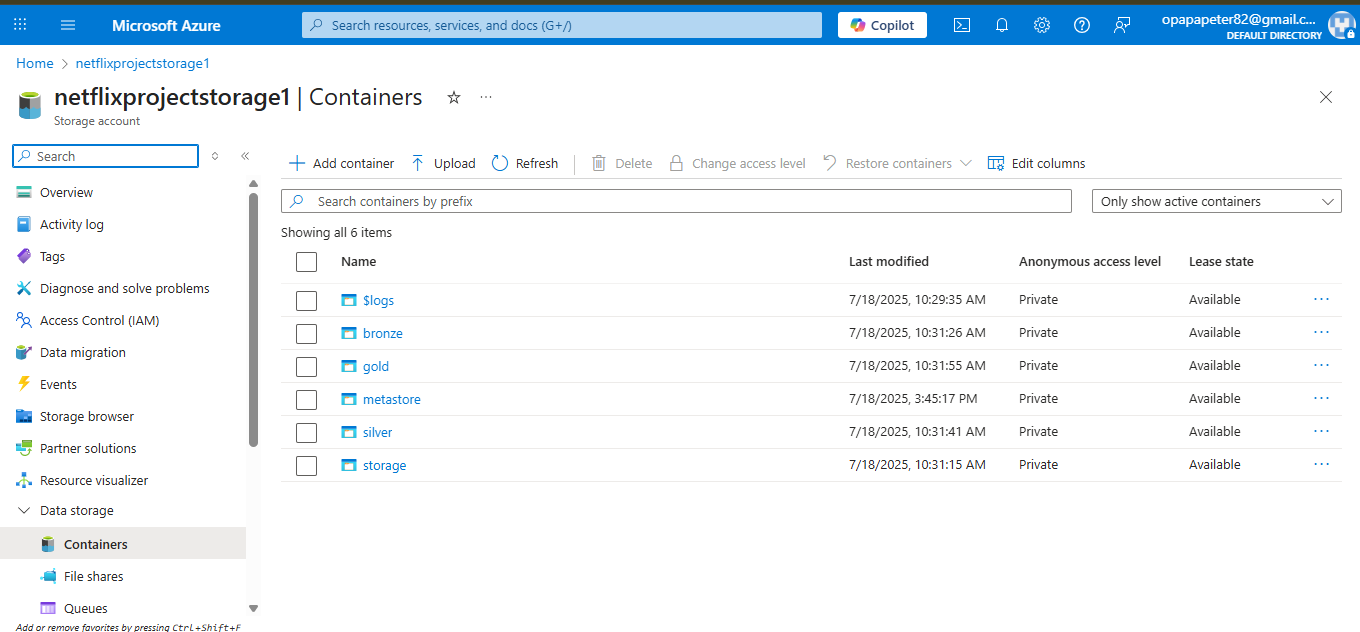 Microsoft Azure
Search resources, services, and docs (G+/)
Copilot
opapapeter82@gmail.c...
DEFAULT DIRECTORY
Home > netflixprojectstorage1
netflixprojectstorage1 | Containers
Storage account
Search
Overview
Activity log
Tags
Diagnose and solve problems
Access Control (IAM)
Data migration
Events
Storage browser
Partner solutions
Resource visualizer
Data storage
Containers
File shares
Queues
Add or remove favorites by pressing Ctrl+Shift+F
Add container Upload Refresh Delete Change access level Restore containers Edit columns
Search containers by prefix
Only show active containers
Showing all 6 items
Name Last modified Anonymous access level Lease state
$logs 7/18/2025, 10:29:35 AM Private Available
bronze 7/18/2025, 10:31:26 AM Private Available
gold 7/18/2025, 10:31:55 AM Private Available
metastore 7/18/2025, 3:45:17 PM Private Available
silver 7/18/2025, 10:31:41 AM Private Available
storage 7/18/2025, 10:31:15 AM Private Available